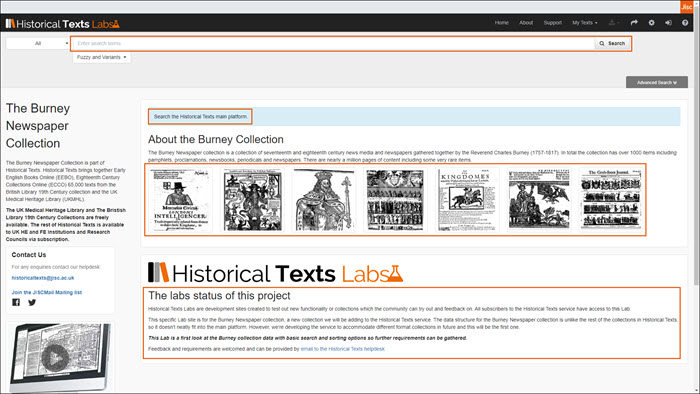 Jisc
Historical Texts Labs
Home About Support My Texts
All
Enter search terms
Search
Fuzzy and Variants
Advanced Search
The Burney
Newspaper
Collection
The Burney Newspaper Collection is part of
Historical Texts. Historical Texts brings together Early
English Books Online (EEBO), Eighteenth Century
Collections Online (ECCO) 65,000 texts from the
British Library 19th Century collection and the UK
Medical Heritage Library (UKMHL).
The UK Medical Heritage Library and The Bristish
Library 19th Century Collections are freely
available. The rest of Historical Texts is available
to UK HE and FE Institutions and Research
Councils via subscription.
Contact Us
For any enquiries contact our helpdesk:
historicaltexts@jisc.ac.uk
Join the JISCMail Mailing list
Search the Historical Texts main platform.
About the Burney Collection
The Burney Newspaper Collection is a collection of seventeenth and eighteenth century news media and newspapers gathered together by the Reverend Charles Burney (1757-1817). In total the collection has over 1000 items including
pamphlets, proclamations, newsbooks, periodicals and newspapers. There are nearly a million pages of content including some very rare items.
LONDONS
INTELLIGENCER:
KINGDOMES
The Grub-street Journal.
Historical Texts Labs
The labs status of this project
Historical Texts Labs are development sites created to test out new functionality or collections which the community can try out and feedback on. All subscribers to the Historical Texts service have access to this Lab.
This specific Lab site is for the Burney Newspaper collection, a new collection we will be adding to the Historical Texts service. The data structure for the Burney Newspaper collection is unlike the rest of the collections in Historical Texts,
so it doesn't really fit into the main platform. However, we're developing the service to accommodate different format collections in future and this will be the first one.
This Lab is a first look at the Burney collection data with basic search and sorting options so further requirements can be gathered.
Feedback and requirements are welcomed and can be provided by email to the Historical Texts helpdesk